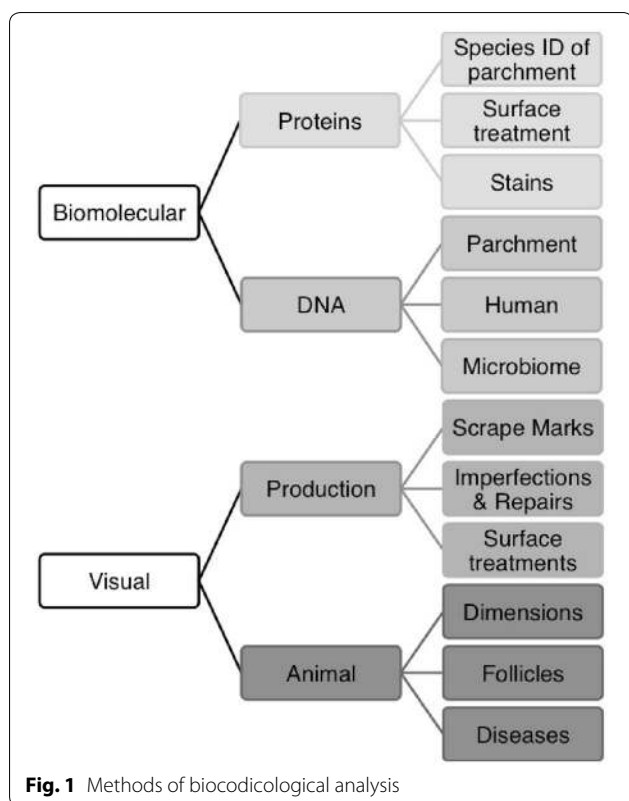 Species ID of
parchment
Proteins
Surface
treatment
Stains
Biomolecular
Parchment
DNA
Human
Microbiome
Scrape Marks
Production
Imperfections
& Repairs
Surface
treatments
Visual
Dimensions
Animal
Follicles
Diseases
Fig. 1 Methods of biocodicological analysis